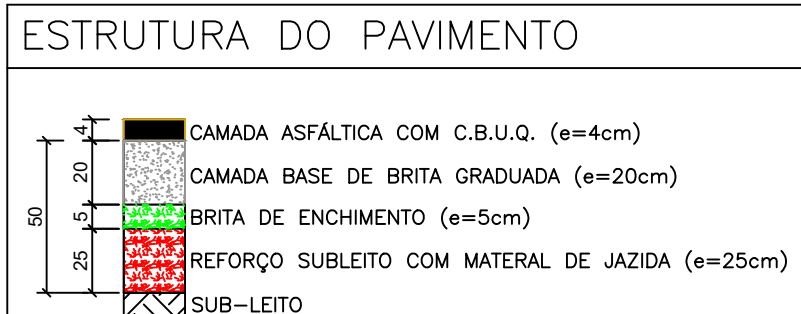 ESTRUTURA DO PAVIMENTO
4 CAMADA ASFÁLTICA COM C.B.U.Q. (e=4cm)
20 CAMADA BASE DE BRITA GRADUADA (e=20cm)
50
5 BRITA DE ENCHIMENTO (e=5cm)
25 REFORÇO SUBLEITO COM MATERAL DE JAZIDA (e=25cm)
SUB-LEITO